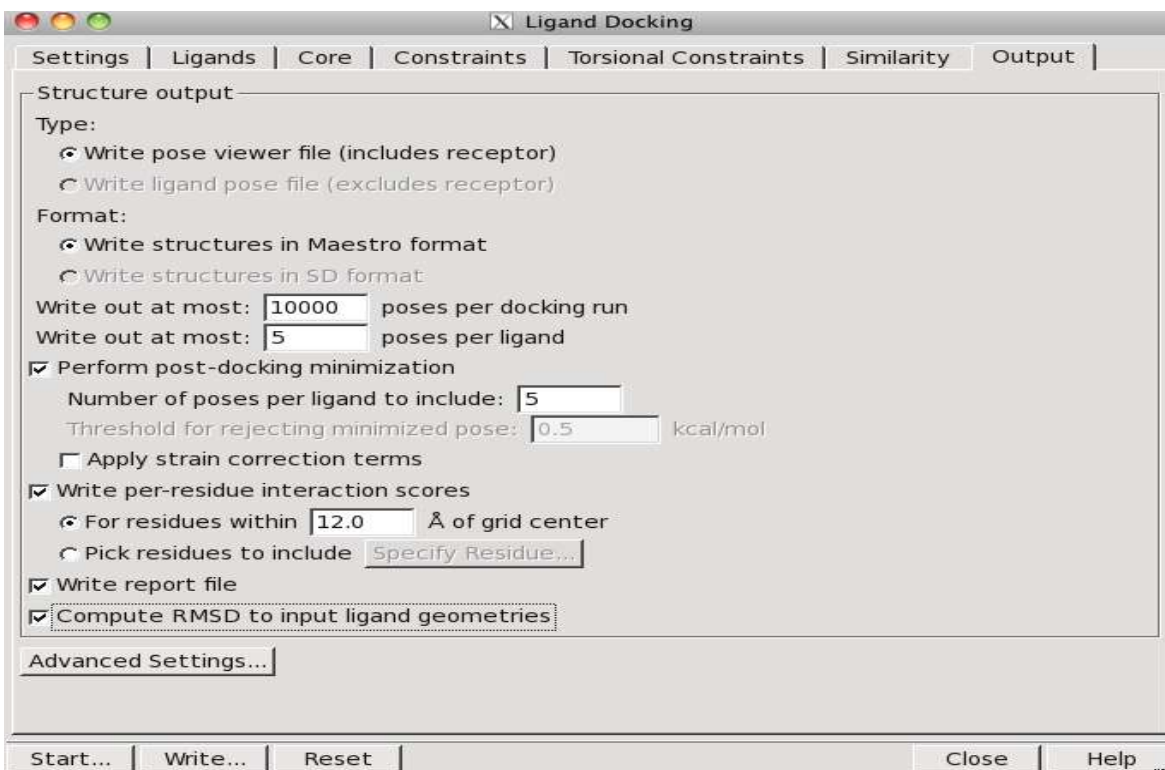 X Ligand Docking
Settings Ligands Core Constraints Torsional Constraints Similarity Output
Structure output
Type:
Write pose viewer file (includes receptor)
Write ligand pose file (excludes receptor)
Format:
Write structures in Maestro format
Write structures in SD format
Write out at most: 10000 poses per docking run
Write out at most: 5 poses per ligand
Perform post-docking minimization
Number of poses per ligand to include: 5
Threshold for rejecting minimized pose: 0.5 kcal/mol
Apply strain correction terms
Write per-residue interaction scores
For residues within 12.0 Å of grid center
Pick residues to include Specify Residue...
Write report file
Compute RMSD to input ligand geometries
Advanced Settings...
Start... Write... Reset Close Help